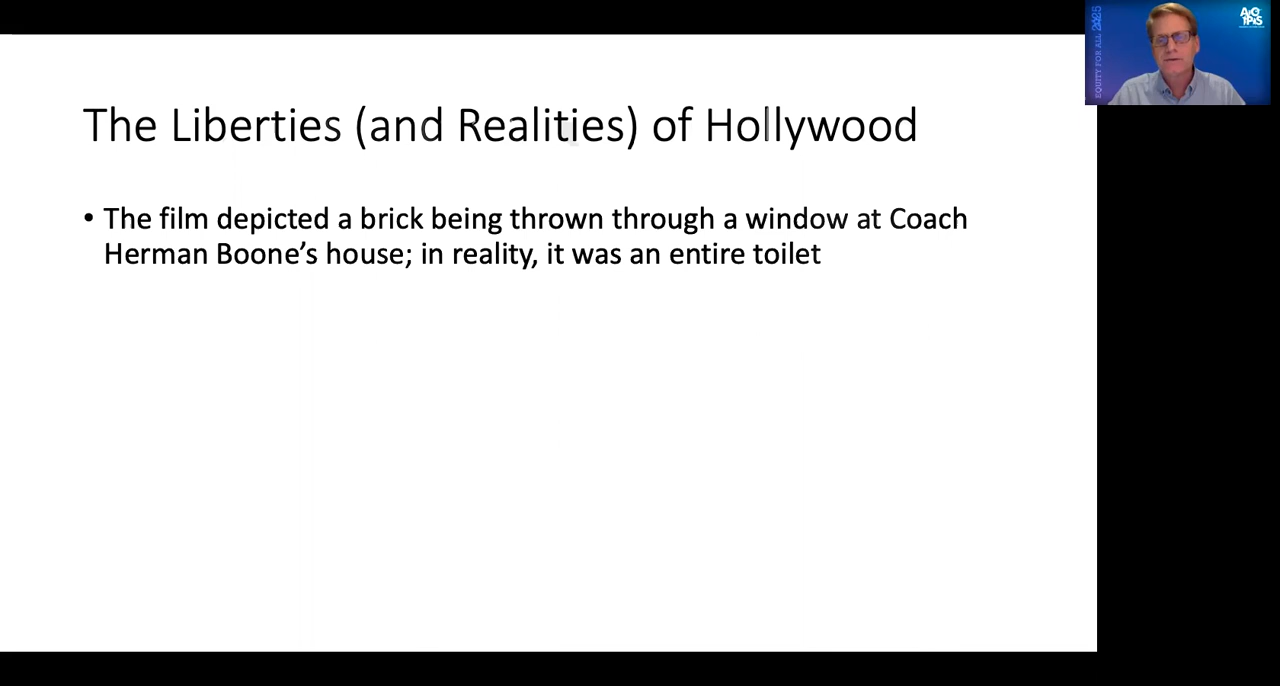 The Liberties (and Realities) of Hollywood
• The film depicted a brick being thrown through a window at Coach
Herman Boone’s house; in reality, it was an entire toilet
EQUITY FOR ALL 2025